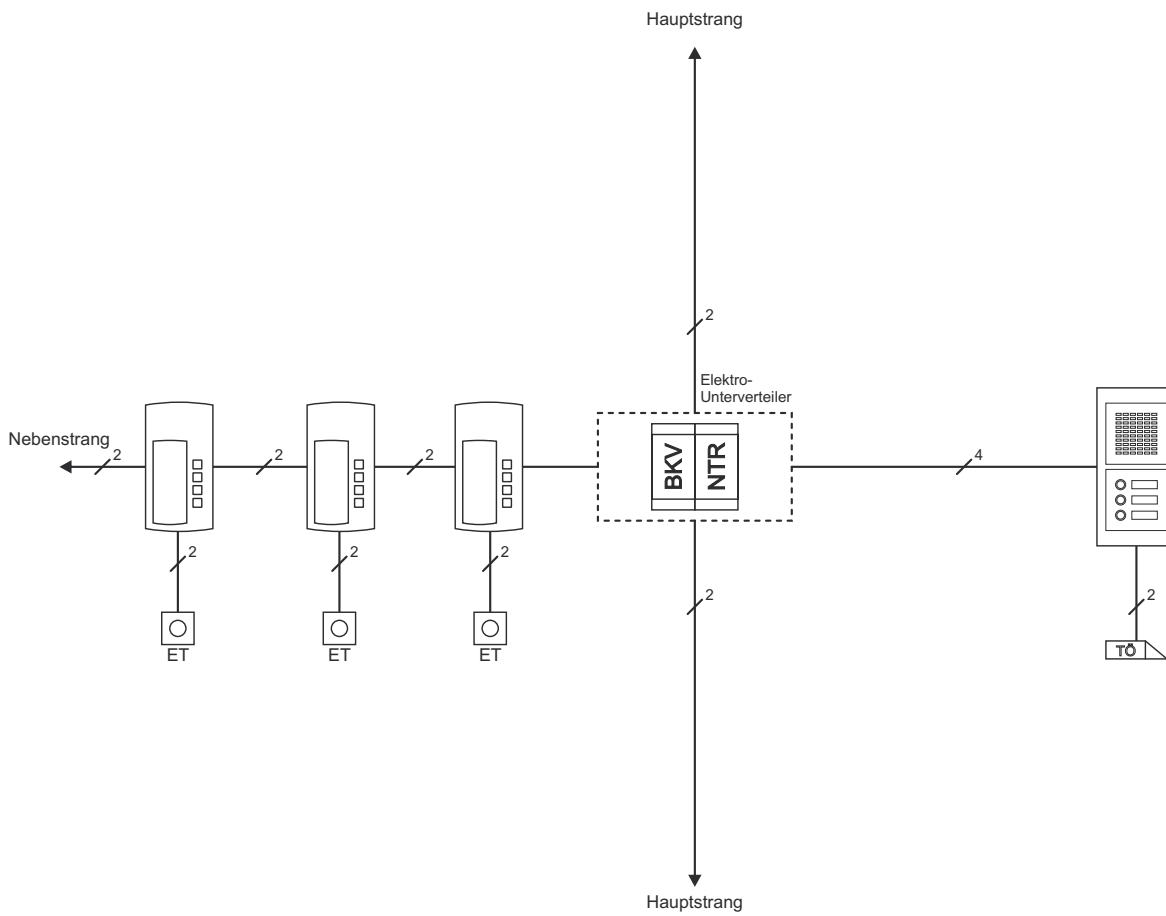 Hauptstrang
2
Elektro-
Unterverteiler
Nebenstrang
2
2
2
BKV
NTR
4
2
2
2
2
2
ET
ET
ET
TÖ
Hauptstrang